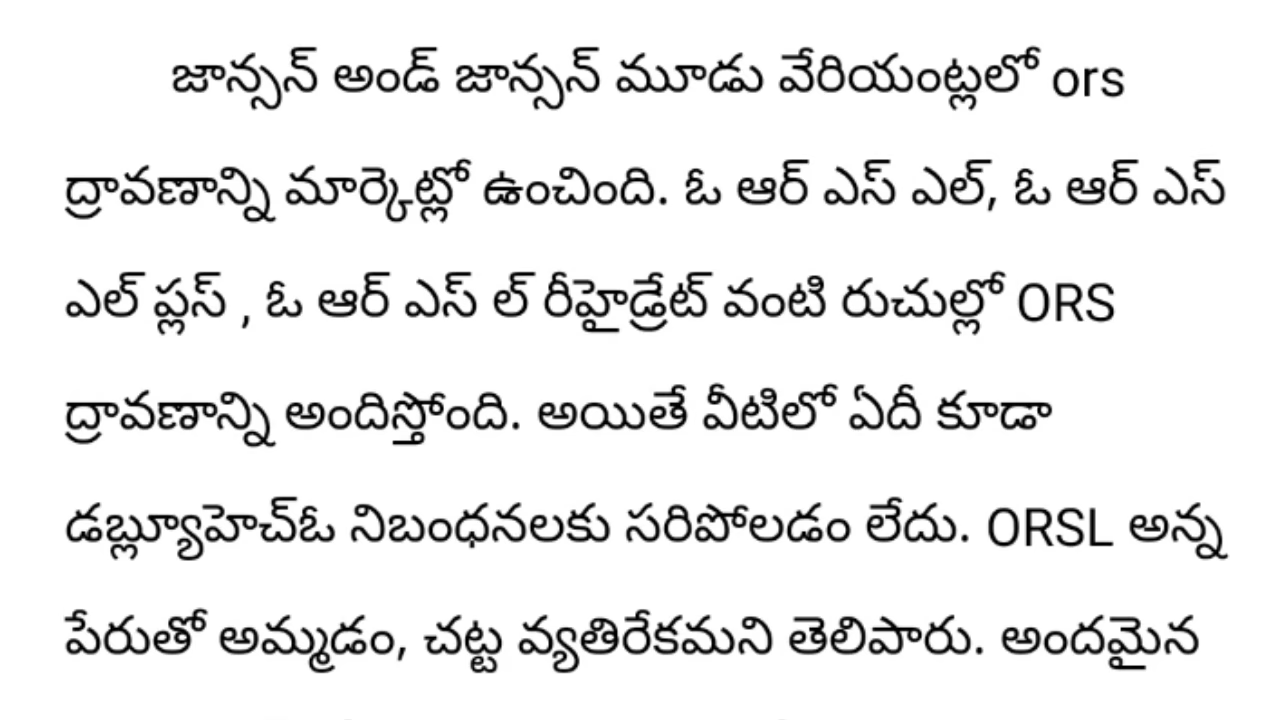 జాన్సన్ అండ్ జాన్సన్ మూడు వేరియంట్లలో ors
ద్రావణాన్ని మార్కెట్లో ఉంచింది. ఓ ఆర్ ఎస్ ఎల్, ఓ ఆర్ ఎస్
ఎల్ ప్లస్ , ఓ ఆర్ ఎస్ ల్ రీహైడ్రేట్ వంటి రుచుల్లో ORS
ద్రావణాన్ని అందిస్తోంది. అయితే వీటిలో ఏదీ కూడా
డబ్ల్యూహెచ్ఓ నిబంధనలకు సరిపోలడం లేదు. ORSL అన్న
పేరుతో అమ్మడం, చట్ట వ్యతిరేకమని తెలిపారు. అందమైన